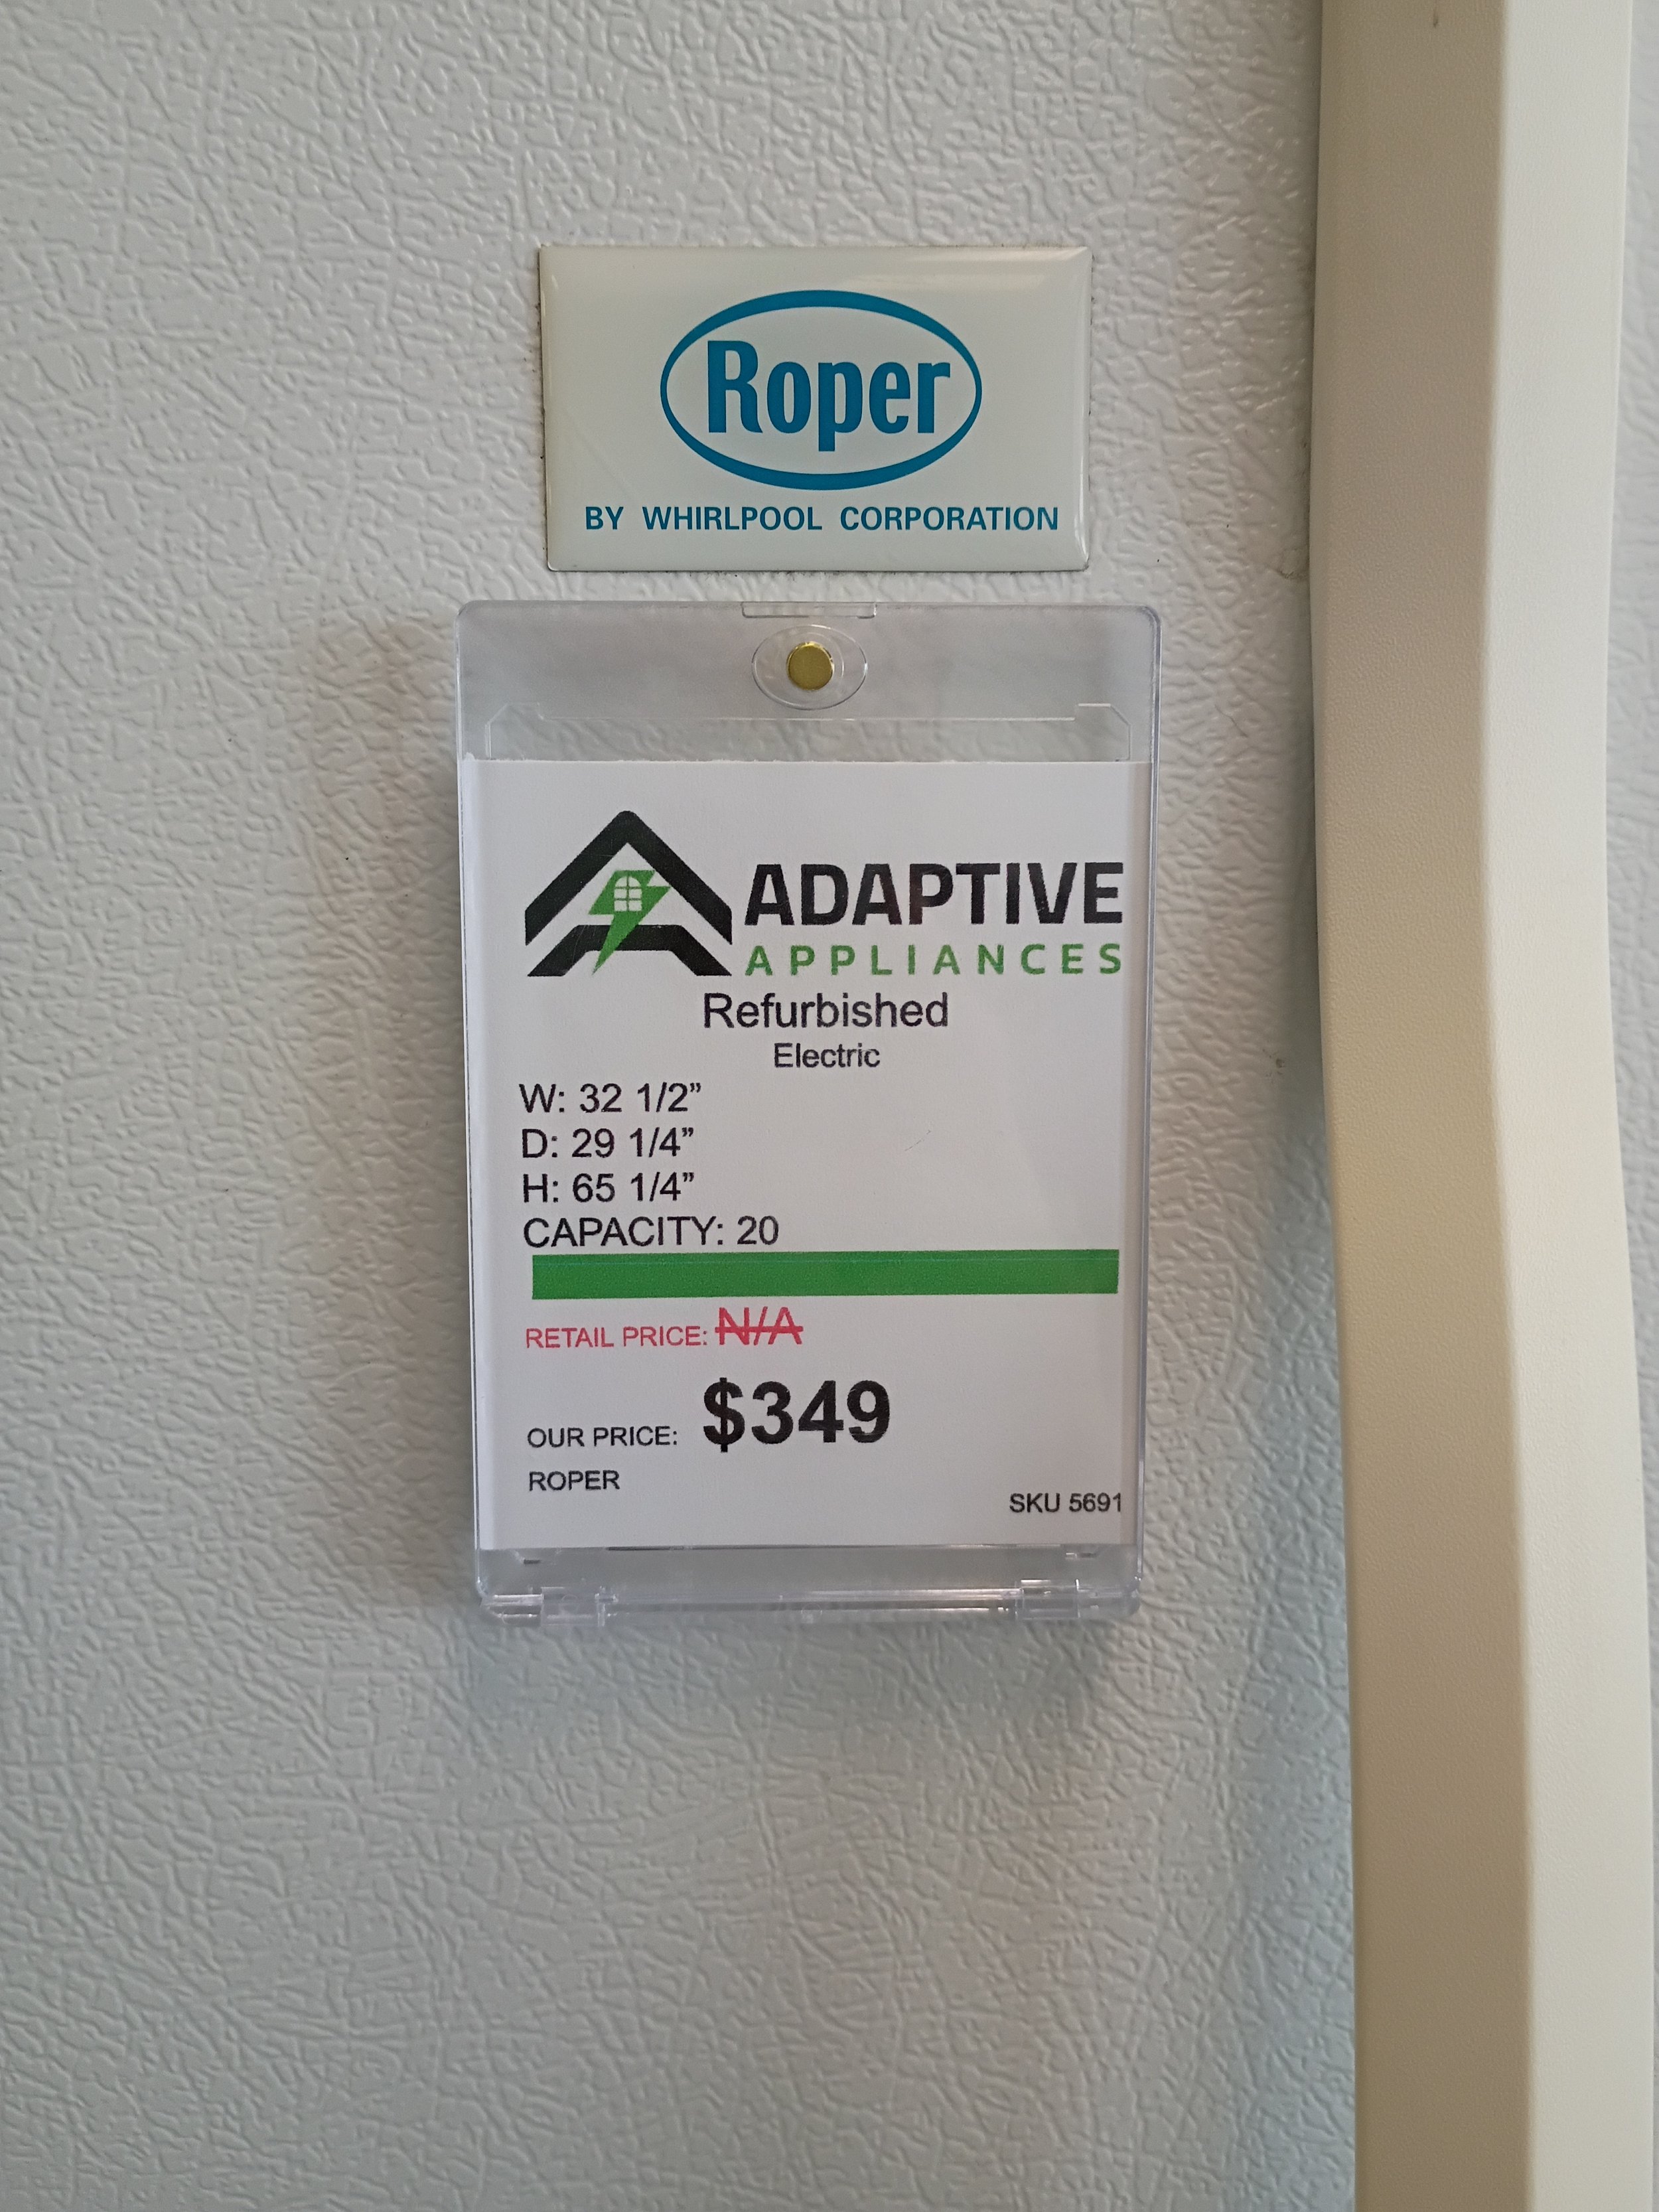 Roper
BY WHIRLPOOL CORPORATION
ADAPTIVE
APPLIANCES
Refurbished
Electric
W: 32 1/2”
D: 29 1/4”
H: 65 1/4”
CAPACITY: 20
RETAIL PRICE: N/A
OUR PRICE: $349
ROPER
SKU 5691